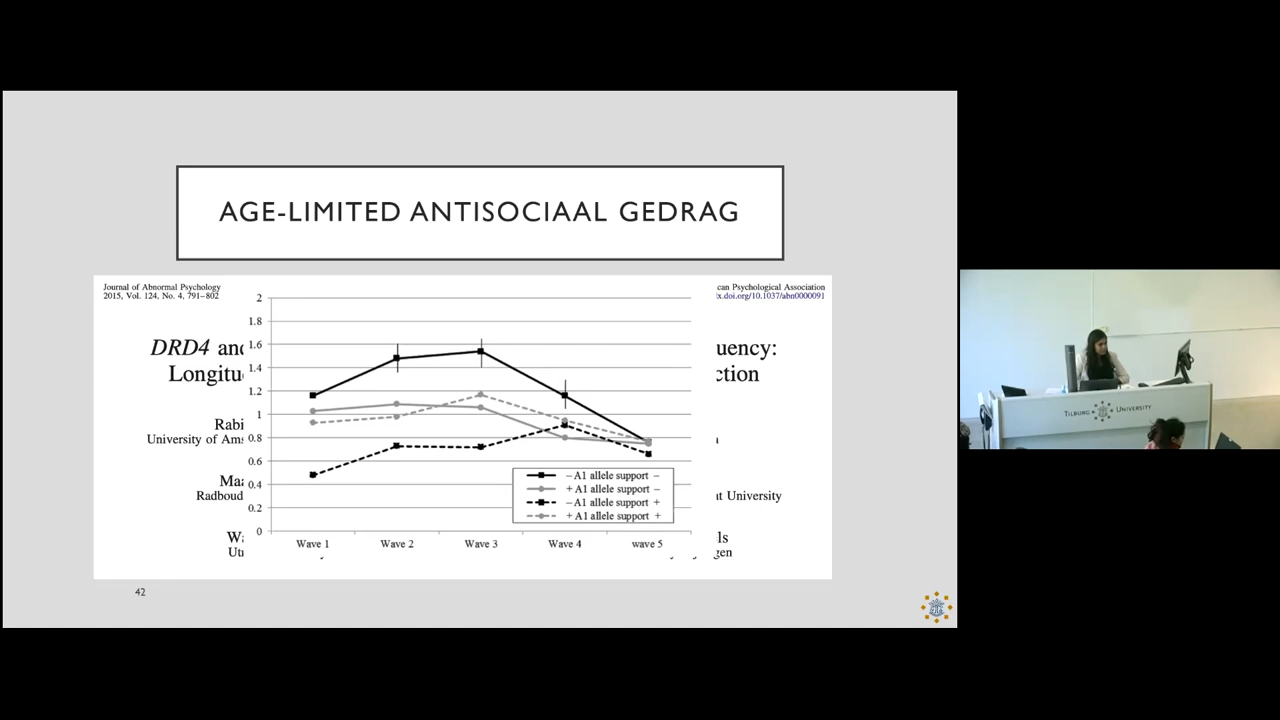 AGE-LIMITED ANTISOCIAAL GEDRAG
Journal of Abnormal Psychology
2015, Vol. 124, No. 4, 791–802
can Psychological Association
x.doi.org/10.1037/abn0000091
DRD4 and
uency:
Longitu
ction
Rabi
University of Ams
Radboud
nt University
Utr
gen
2
1.8
1.6
1.4
1.2
1
0.8
0.6
0.4
0.2
0
Wave 1
Wave 2
Wave 3
Wave 4
wave 5
– A1 allele support –
+ A1 allele support –
– A1 allele support +
+ A1 allele support +
42
TILBURG UNIVERSITY